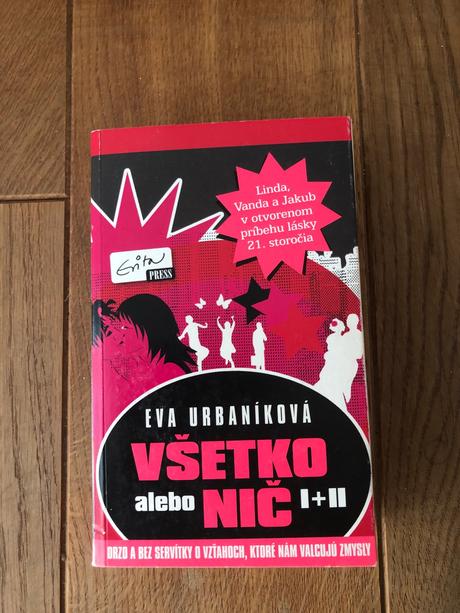 Linda,
Vanda a Jakub
v otvorenom
príbehu lásky
21. storočia
Evita
PRESS
EVA URBANÍKOVÁ
VŠETKO
alebo NIČ I+II
DRZO A BEZ SERVÍTKY O VZŤAHOCH, KTORÉ NÁM VALCUJÚ ZMYSLY